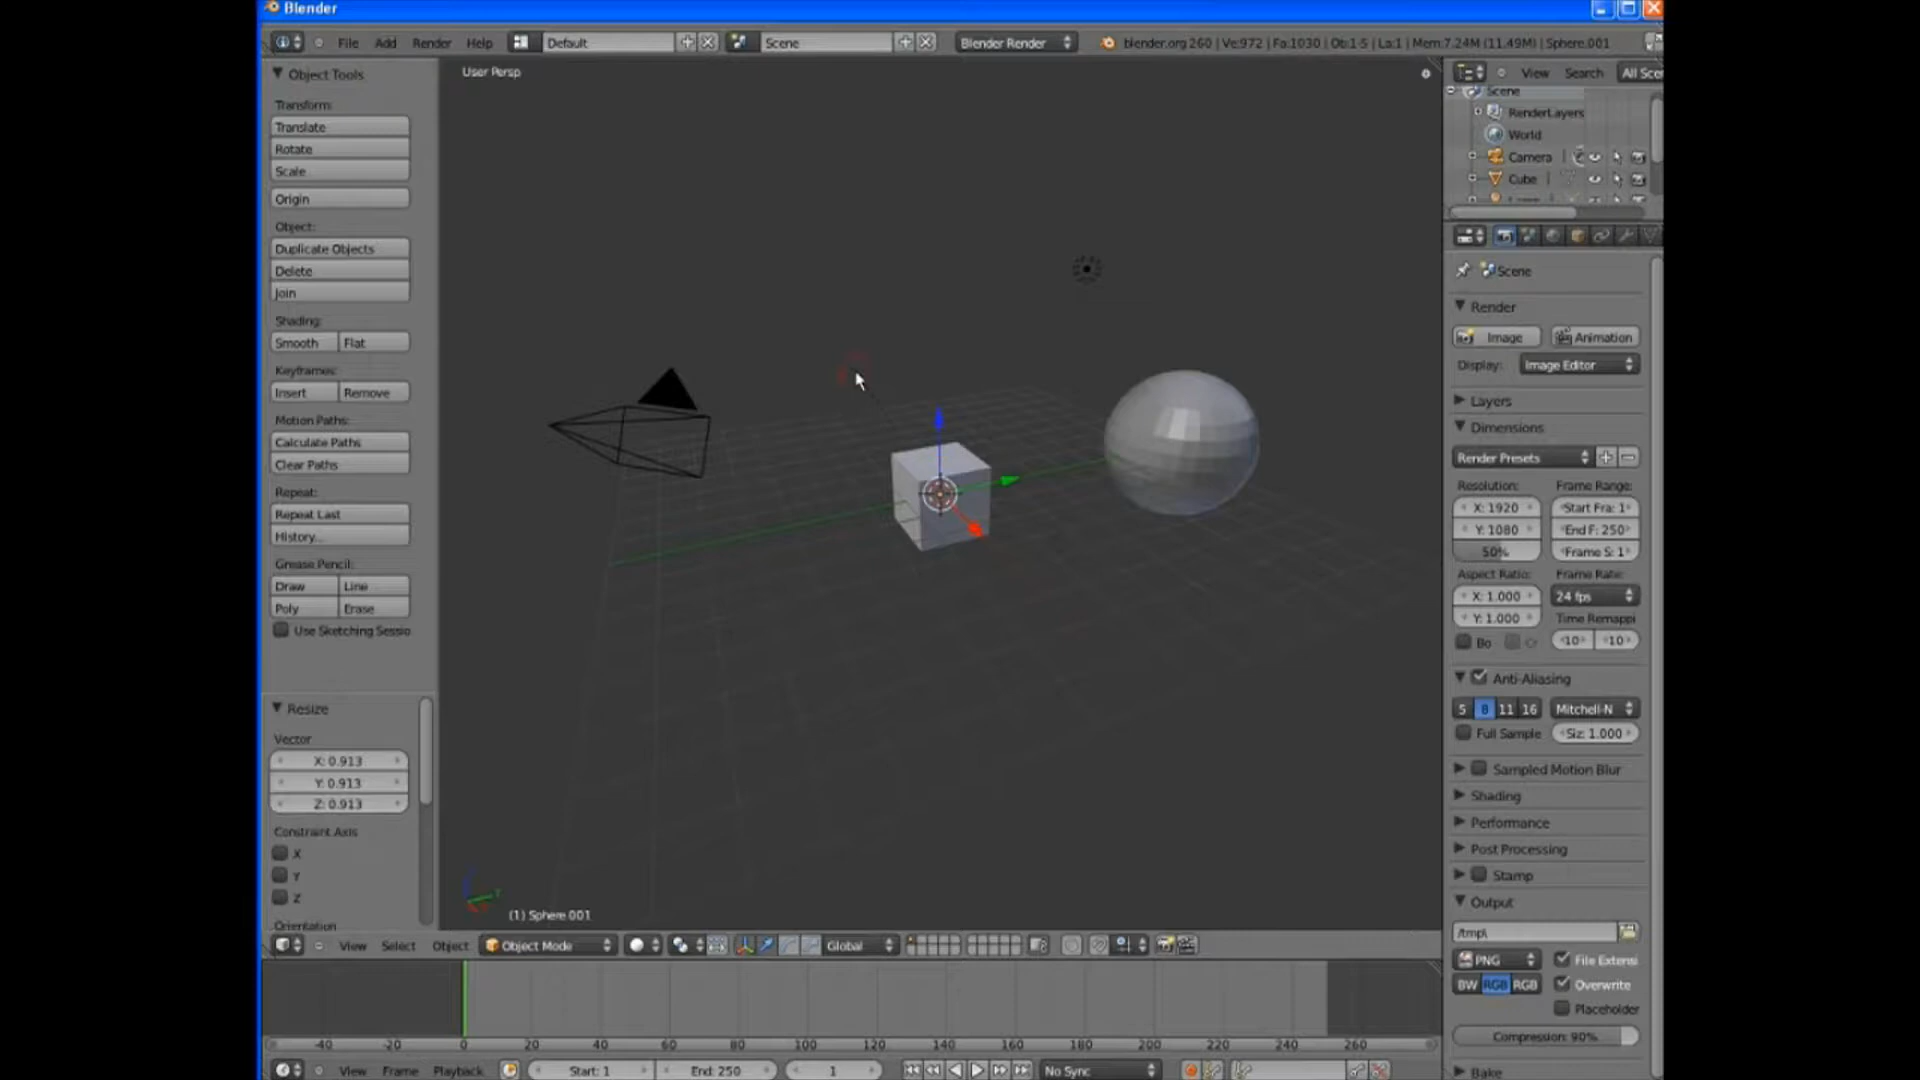 Blender
File Add Render Help Default Scene Blender Render blender.org 260 | Ve:972 | Fa:1030 | Ob:1-5 | La:1 | Mem:7.24M (11.49M) | Sphere.001
Object Tools
Transform:
Translate
Rotate
Scale
Origin
Object:
Duplicate Objects
Delete
Join
Shading:
Smooth Flat
Keyframes:
Insert Remove
Motion Paths:
Calculate Paths
Clear Paths
Repeat:
Repeat Last
History...
Grease Pencil:
Draw Line
Poly Erase
Use Sketching Sessio
Resize
Vector
X: 0.913
Y: 0.913
Z: 0.913
Constraint Axis
X
Y
Z
Orientation
User Persp
(1) Sphere.001
View Select Object Object Mode Global
-40 -20 0 20 40 60 80 100 120 140 160 180 200 220 240 260
View Frame Playback Start: 1 End: 250 1 No Sync
View Search All Sce
Scene
RenderLayers
World
Camera
Cube
Scene
Render
Image Animation
Display: Image Editor
Layers
Dimensions
Render Presets
Resolution: Frame Range:
X: 1920 Start Fra: 1
Y: 1080 End F: 250
50% Frame S: 1
Aspect Ratio: Frame Rate:
X: 1.000 24 fps
Y: 1.000 Time Remappi
Bo 10 10
Anti-Aliasing
5 8 11 16 Mitchell-N
Full Sample Siz: 1.000
Sampled Motion Blur
Shading
Performance
Post Processing
Stamp
Output
/tmp\
PNG File Extensi
BW RGB RGB Overwrite
Placeholder
Compression: 90%
Bake